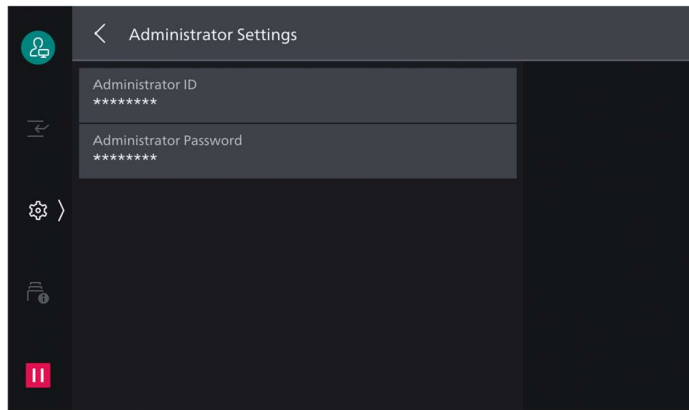 Administrator Settings
Administrator ID
********
Administrator Password
********